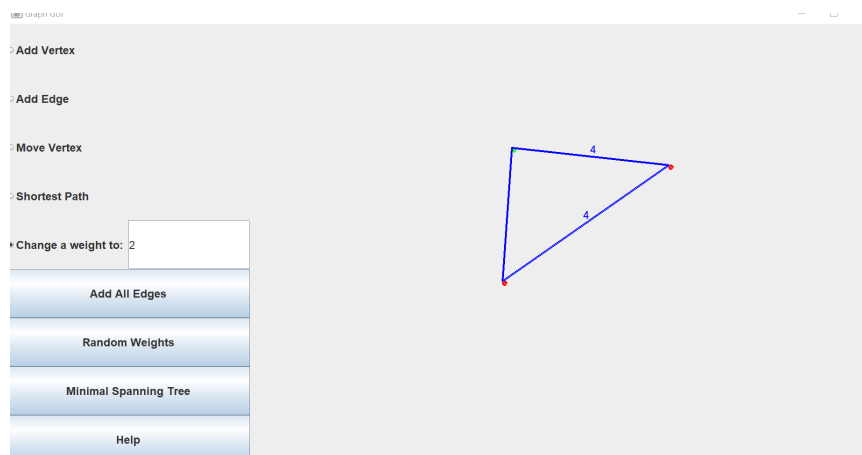 Graph GUI
Add Vertex
Add Edge
Move Vertex
Shortest Path
Change a weight to: 2
Add All Edges
Random Weights
Minimal Spanning Tree
Help
4
4